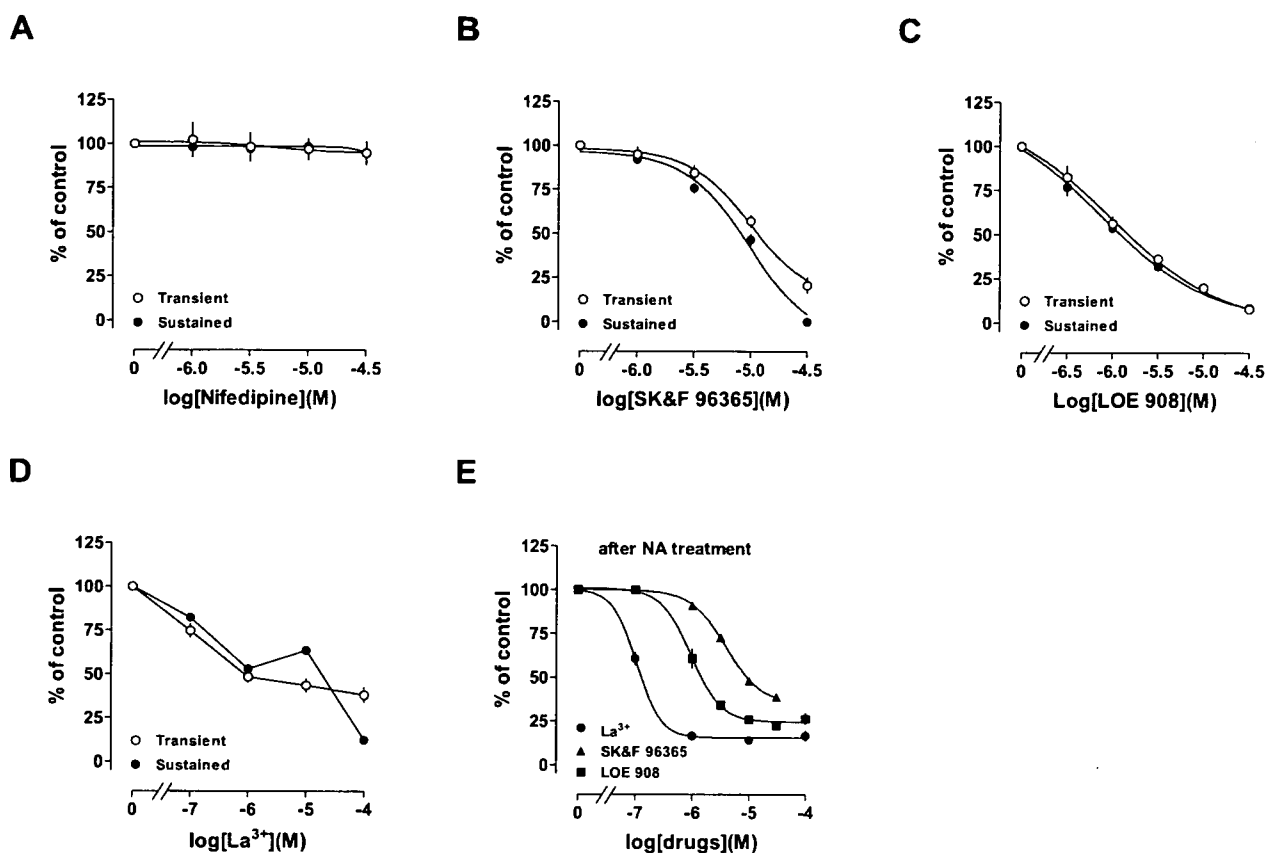 A
125
100
75
50
25
0
% of control
Transient
Sustained
0 -6.0 -5.5 -5.0 -4.5
log[Nifedipine](M)
B
125
100
75
50
25
0
% of control
Transient
Sustained
0 -6.0 -5.5 -5.0 -4.5
log[SK&F 96365](M)
C
125
100
75
50
25
0
% of control
Transient
Sustained
0 -6.5 -6.0 -5.5 -5.0 -4.5
Log[LOE 908](M)
D
125
100
75
50
25
0
% of control
Transient
Sustained
0 -7 -6 -5 -4
log[La³⁺](M)
E
after NA treatment
125
100
75
50
25
0
% of control
La³⁺
SK&F 96365
LOE 908
0 -7 -6 -5 -4
log[drugs](M)